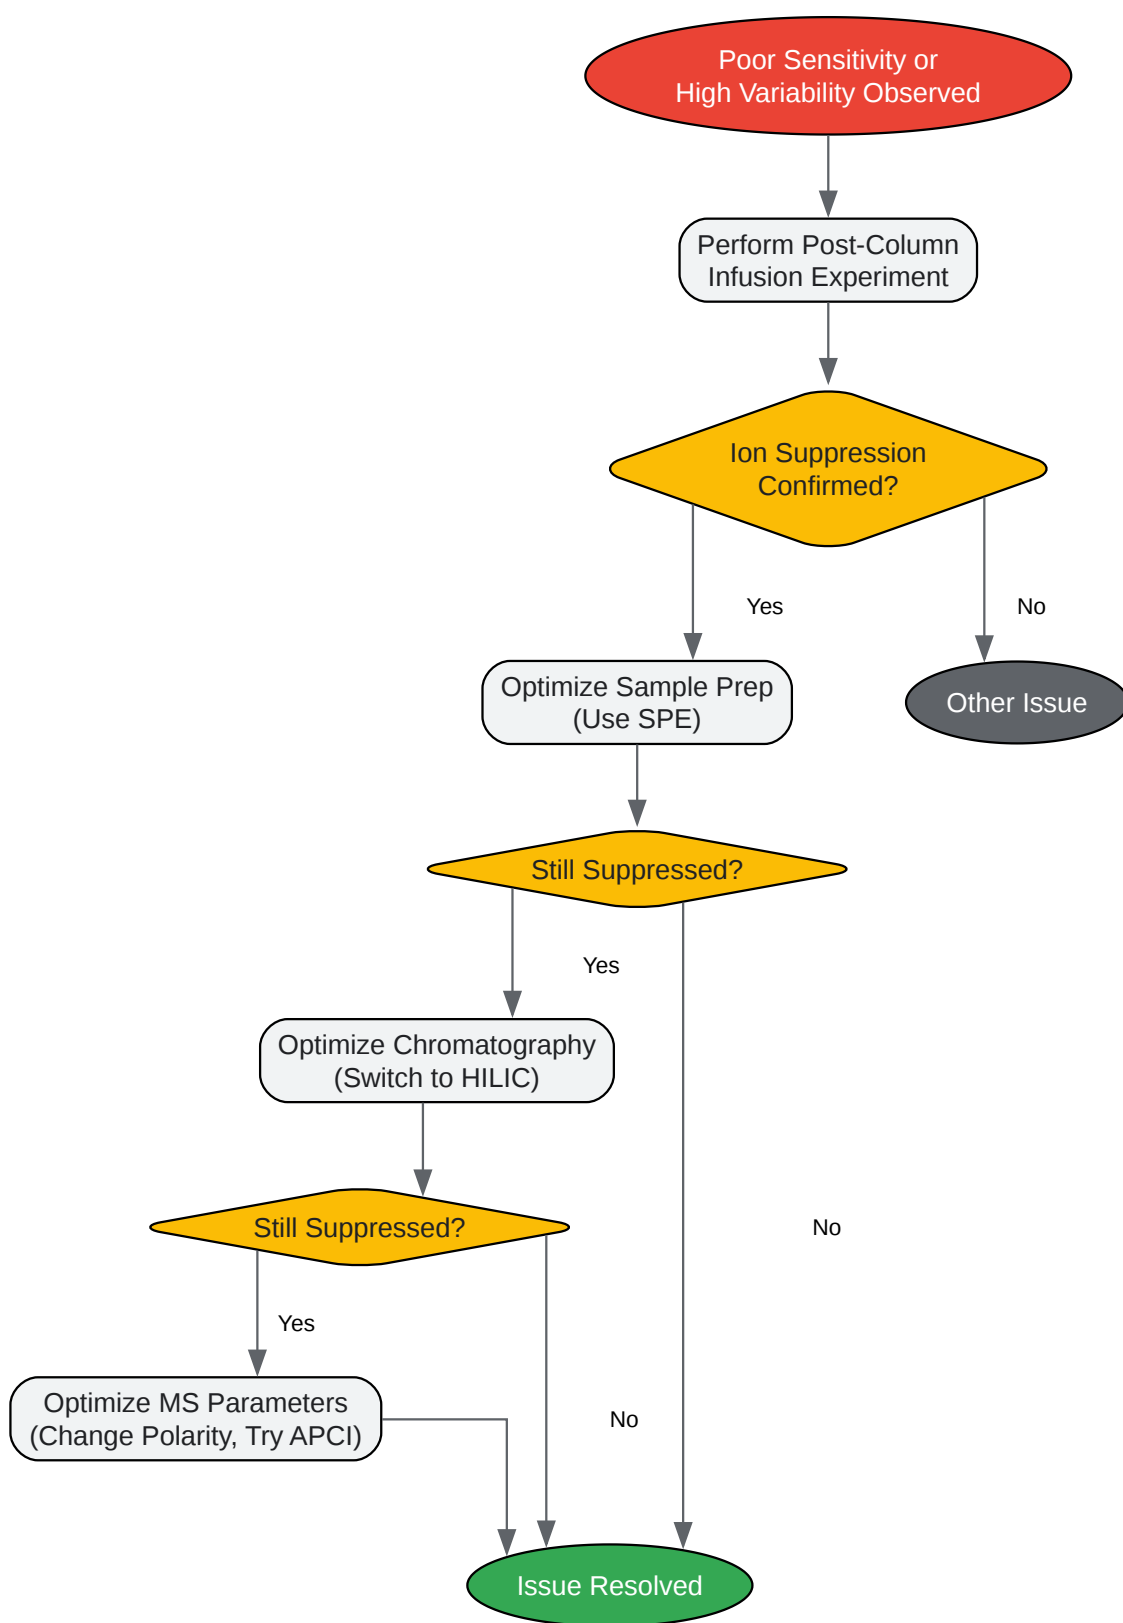 Poor Sensitivity or
High Variability Observed
Perform Post-Column
Infusion Experiment
Ion Suppression
Confirmed?
Yes
No
Optimize Sample Prep
(Use SPE)
Other Issue
Still Suppressed?
Yes
Optimize Chromatography
(Switch to HILIC)
Still Suppressed?
No
Yes
Optimize MS Parameters
(Change Polarity, Try APCI)
No
Issue Resolved